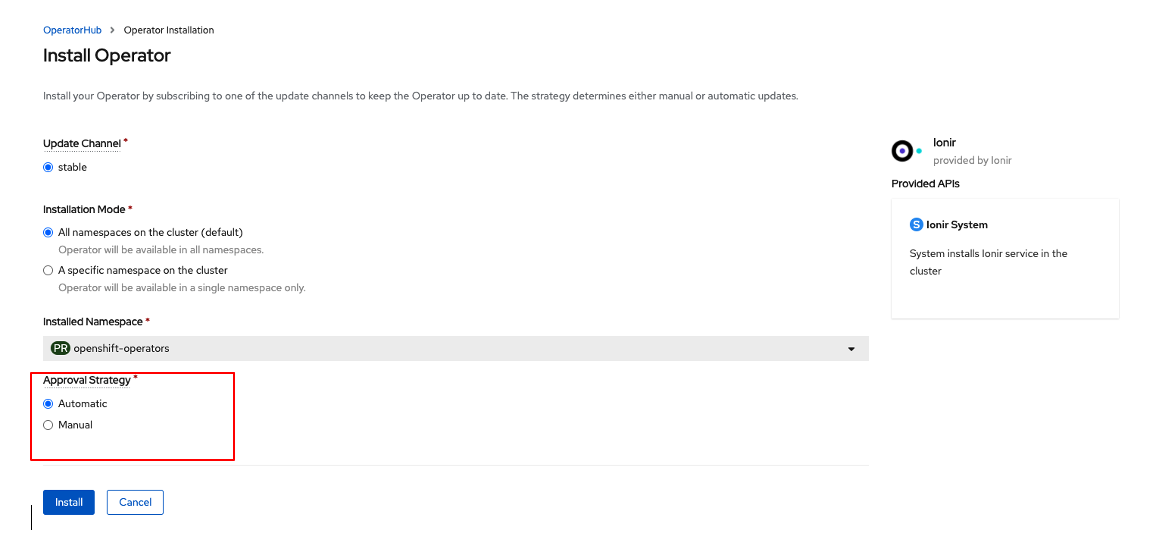 OperatorHub > Operator Installation
Install Operator
Install your Operator by subscribing to one of the update channels to keep the Operator up to date. The strategy determines either manual or automatic updates.
Update Channel *
stable
Installation Mode *
All namespaces on the cluster (default)
Operator will be available in all namespaces.
A specific namespace on the cluster
Operator will be available in a single namespace only.
Installed Namespace *
PR openshift-operators
Approval Strategy *
Automatic
Manual
Install Cancel
Ionir
provided by Ionir
Provided APIs
S Ionir System
System installs Ionir service in the
cluster